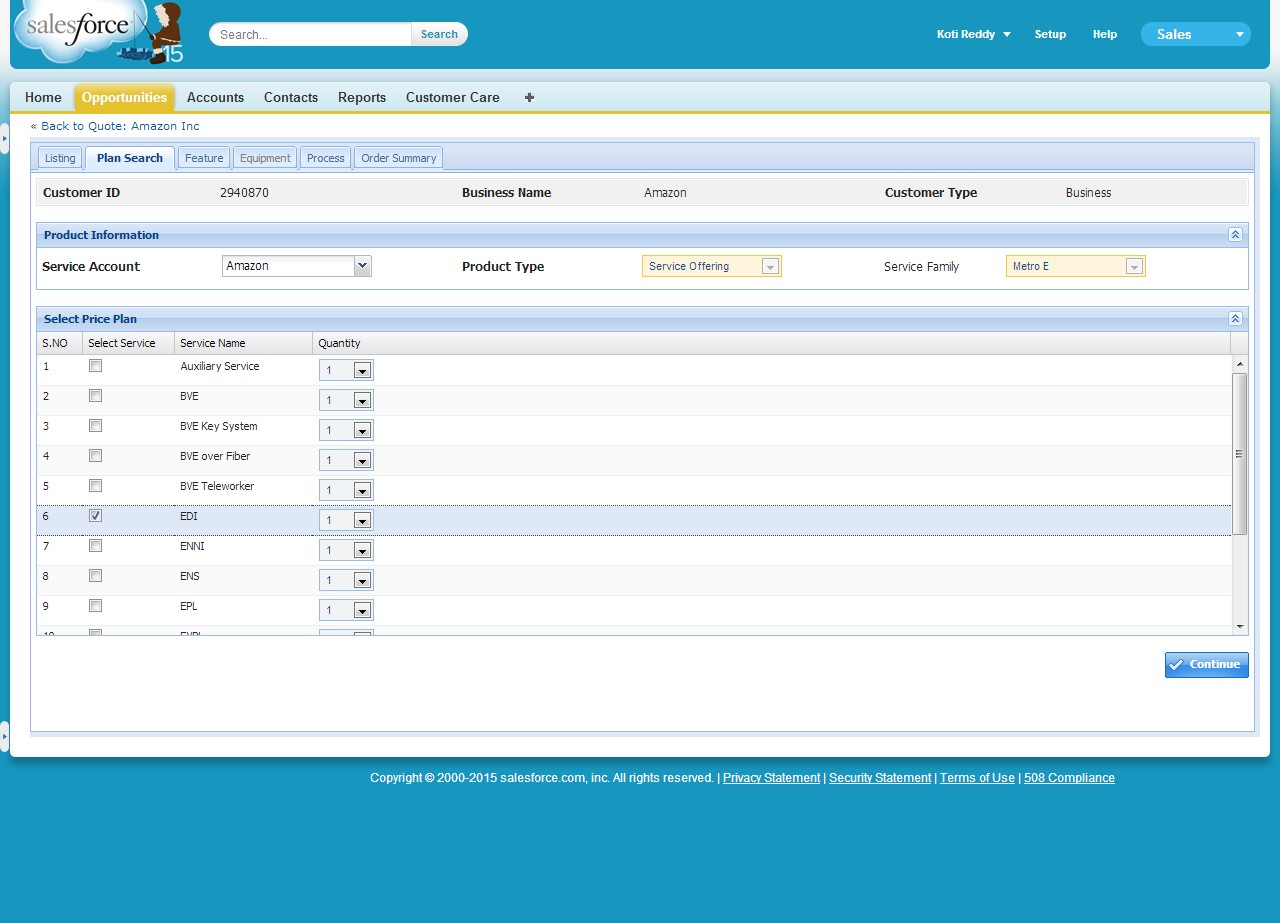 salesforce 15
Search... Search Koti Reddy Setup Help Sales
Home Opportunities Accounts Contacts Reports Customer Care +
« Back to Quote: Amazon Inc
Listing Plan Search Feature Equipment Process Order Summary
Customer ID 2940870 Business Name Amazon Customer Type Business
Product Information
Service Account Amazon Product Type Service Offering Service Family Metro E
Select Price Plan
S.NO Select Service Service Name Quantity
1 Auxiliary Service 1
2 BVE 1
3 BVE Key System 1
4 BVE over Fiber 1
5 BVE Teleworker 1
6 EDI 1
7 ENNI 1
8 ENS 1
9 EPL 1
10
Continue
Copyright © 2000-2015 salesforce.com, inc. All rights reserved. | Privacy Statement | Security Statement | Terms of Use | 508 Compliance